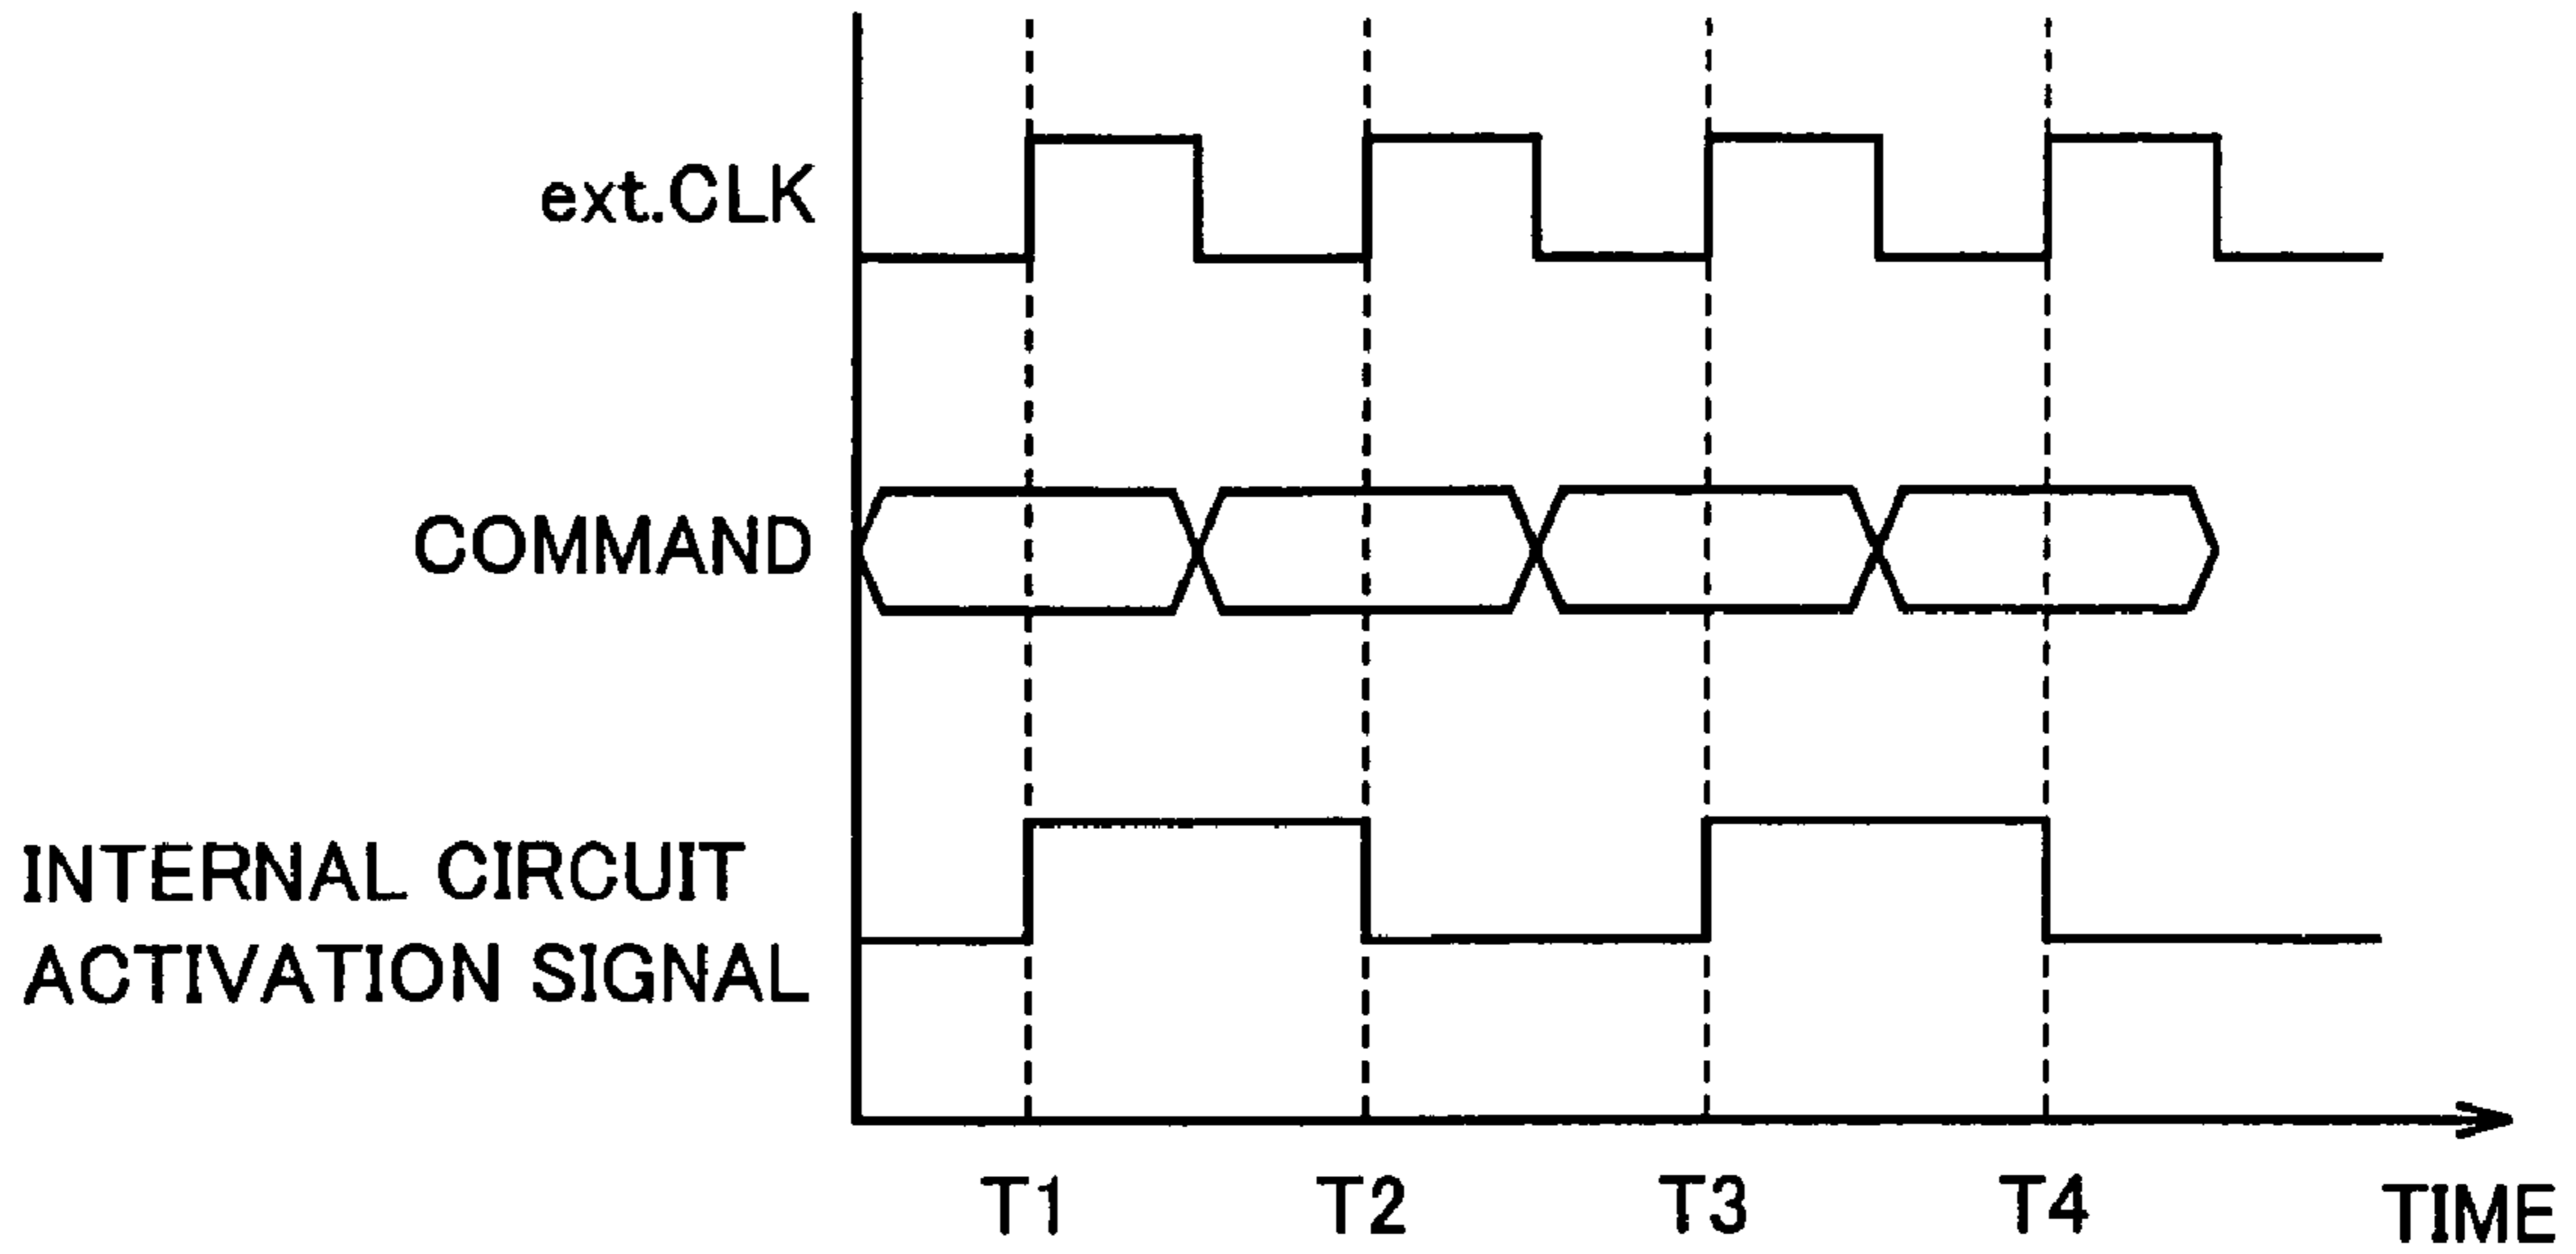 ext.CLK
COMMAND
INTERNAL CIRCUIT
ACTIVATION SIGNAL
T1 T2 T3 T4 TIME